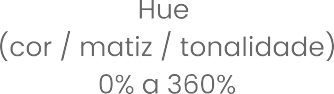 Hue
(cor / matiz / tonalidade)
0% a 360%